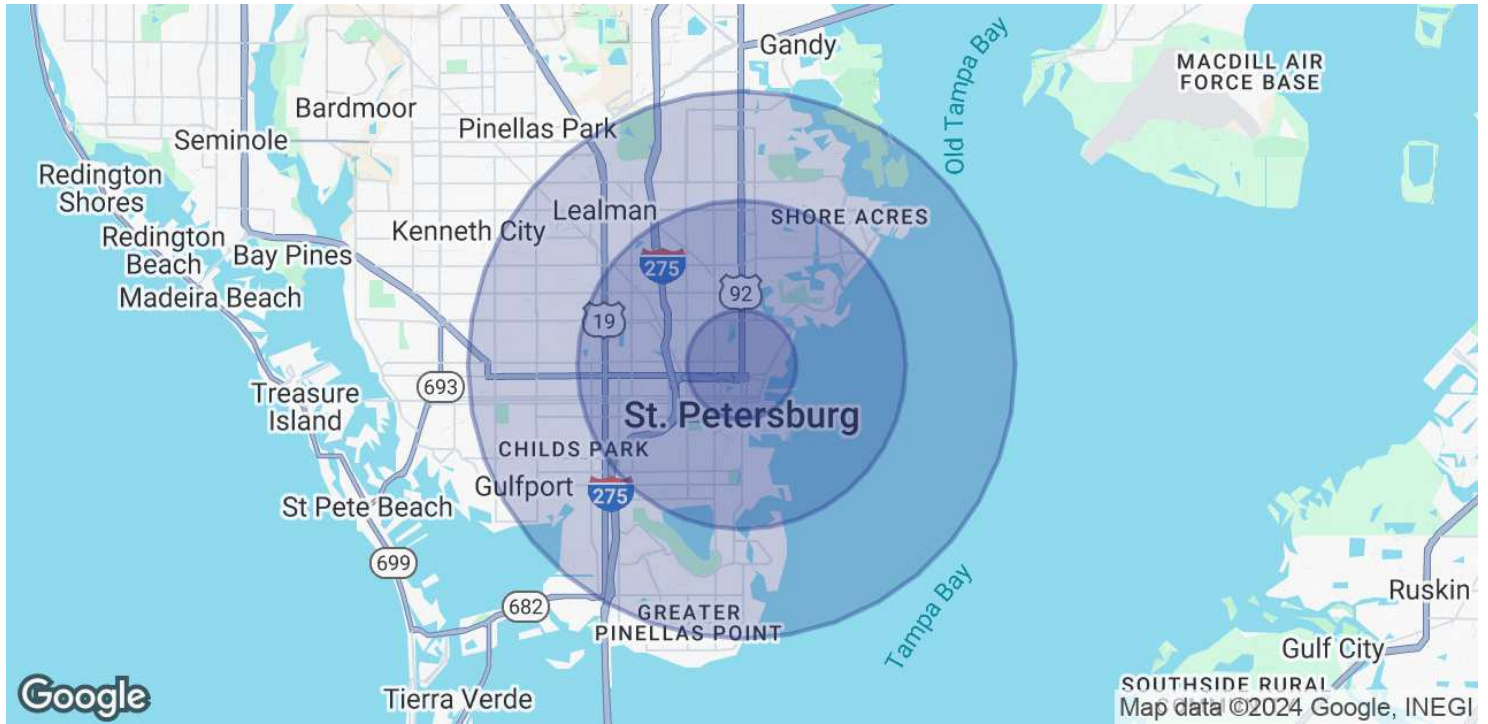 Gandy
Old Tampa Bay
MACDILL AIR
FORCE BASE
Bardmoor
Pinellas Park
Seminole
Redington
Shores
Lealman
SHORE ACRES
Kenneth City
Redington
Beach
Bay Pines
275
92
Madeira Beach
19
693
Treasure
Island
St. Petersburg
CHILDS PARK
Gulfport
275
St Pete Beach
699
682
GREATER
PINELLAS POINT
Tampa Bay
Ruskin
Gulf City
Tierra Verde
SOUTHSIDE RURAL
Google
Map data ©2024 Google, INEGI